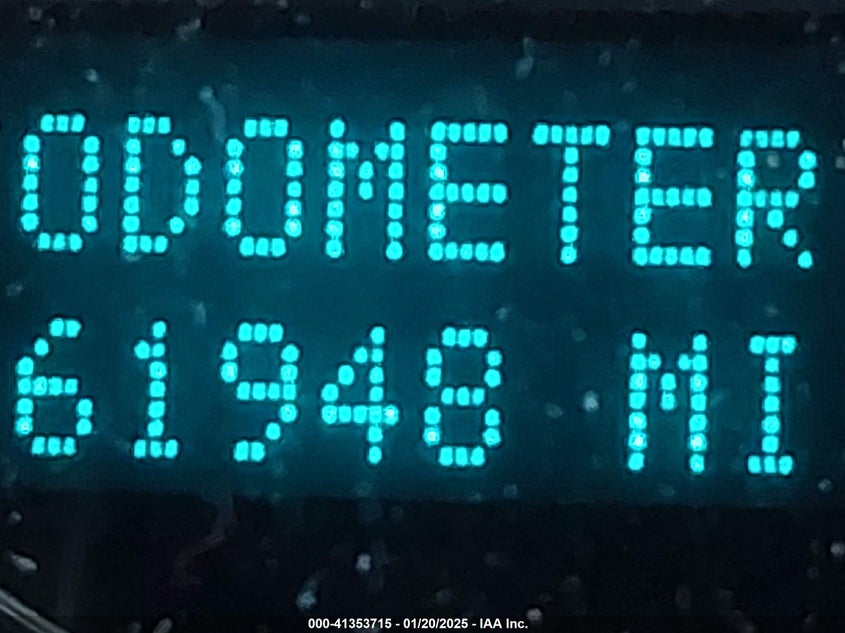 ODOMETER
61948 MI
000-41353715 - 01/20/2025 - IAA Inc.